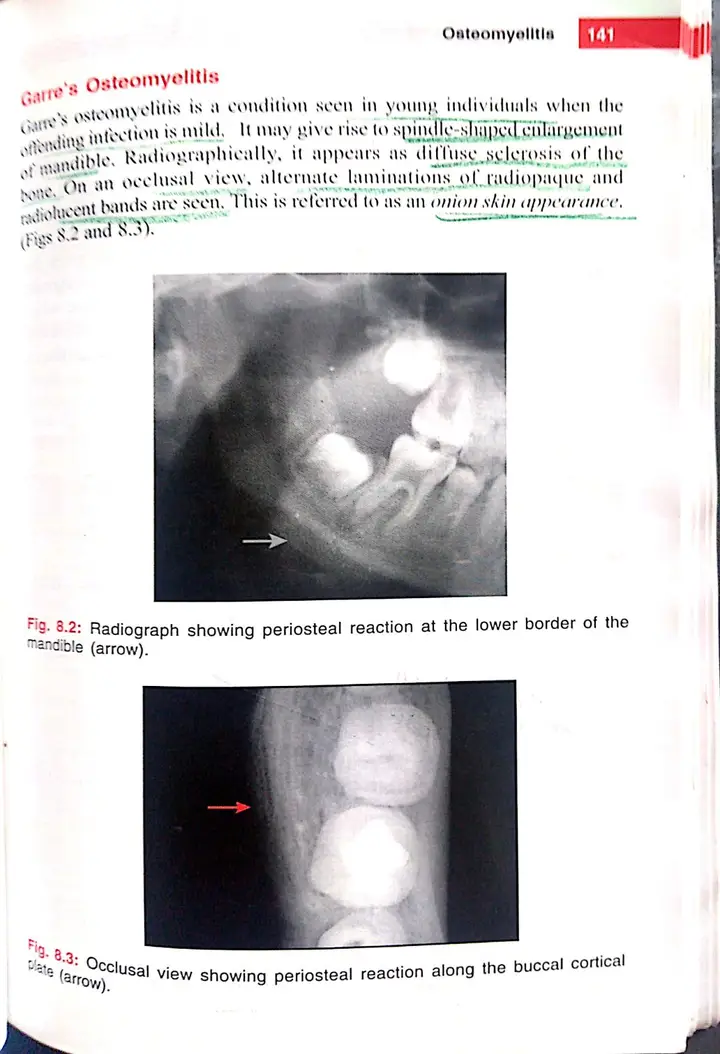 Osteomyelitis 141
Garre's Osteomyelitis
Garre's osteomyelitis is a condition seen in young individuals when the
offending infection is mild. It may give rise to spindle-shaped enlargement
of mandible. Radiographically, it appears as diffuse sclerosis of the
bone. On an occlusal view, alternate laminations of radiopaque and
radiolucent bands are seen. This is referred to as an onion skin appearance.
(Figs 8.2 and 8.3).
Fig. 8.2: Radiograph showing periosteal reaction at the lower border of the
mandible (arrow).
Fig. 8.3: Occlusal view showing periosteal reaction along the buccal cortical
plate (arrow).